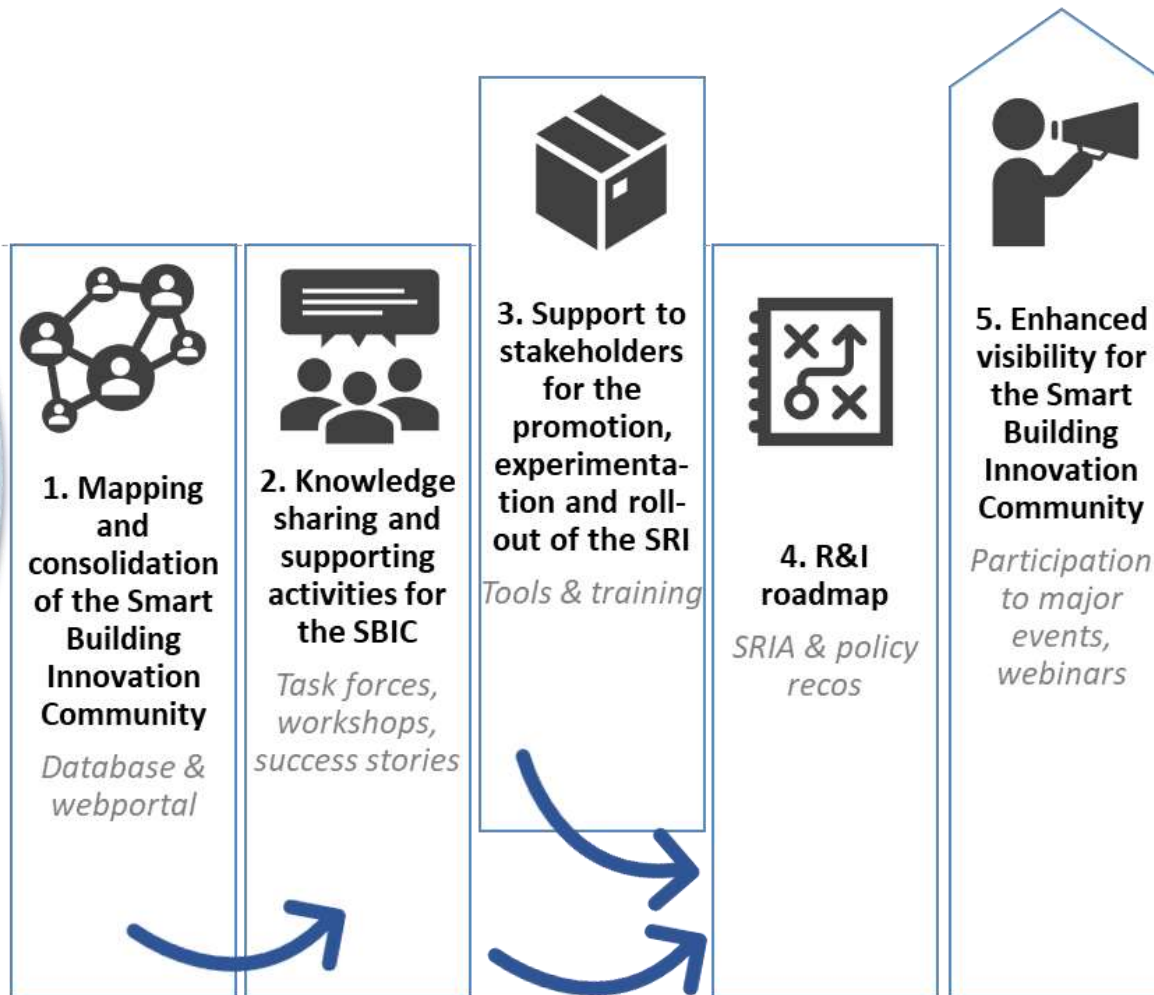 1. Mapping
and
consolidation
of the Smart
Building
Innovation
Community
Database &
webportal
2. Knowledge
sharing and
supporting
activities for
the SBIC
Task forces,
workshops,
success stories
3. Support to
stakeholders
for the
promotion,
experimenta-
tion and roll-
out of the SRI
Tools & training
4. R&I
roadmap
SRIA & policy
recos
5. Enhanced
visibility for
the Smart
Building
Innovation
Community
Participation
to major
events,
webinars